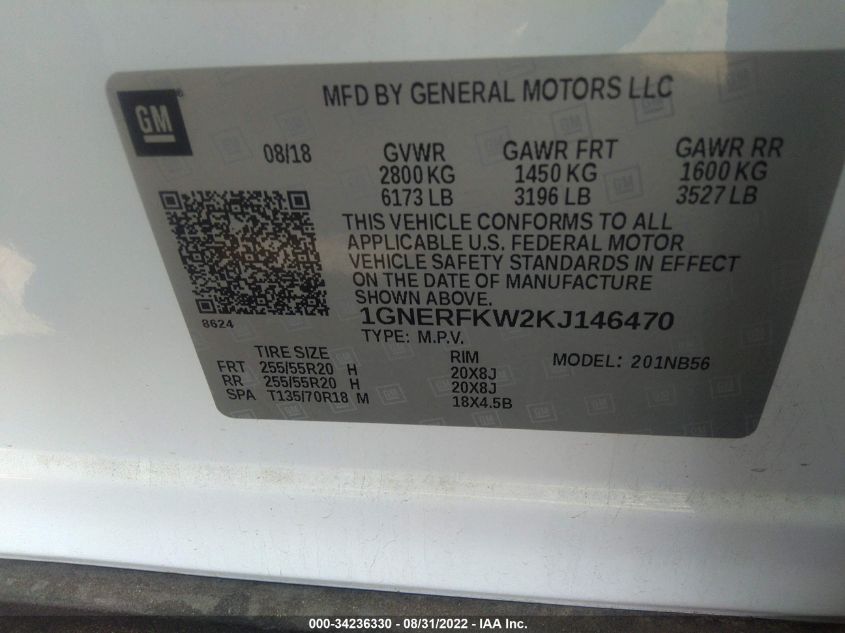 GM
MFD BY GENERAL MOTORS LLC
08/18 GVWR GAWR FRT GAWR RR
2800 KG 1450 KG 1600 KG
6173 LB 3196 LB 3527 LB
THIS VEHICLE CONFORMS TO ALL
APPLICABLE U.S. FEDERAL MOTOR
VEHICLE SAFETY STANDARDS IN EFFECT
ON THE DATE OF MANUFACTURE
SHOWN ABOVE.
8624
1GNERFKW2KJ146470
TYPE: M.P.V.
TIRE SIZE RIM MODEL: 201NB56
FRT 255/55R20 H 20X8J
RR 255/55R20 H 20X8J
SPA T135/70R18 M 18X4.5B
000-34236330 - 08/31/2022 - IAA Inc.